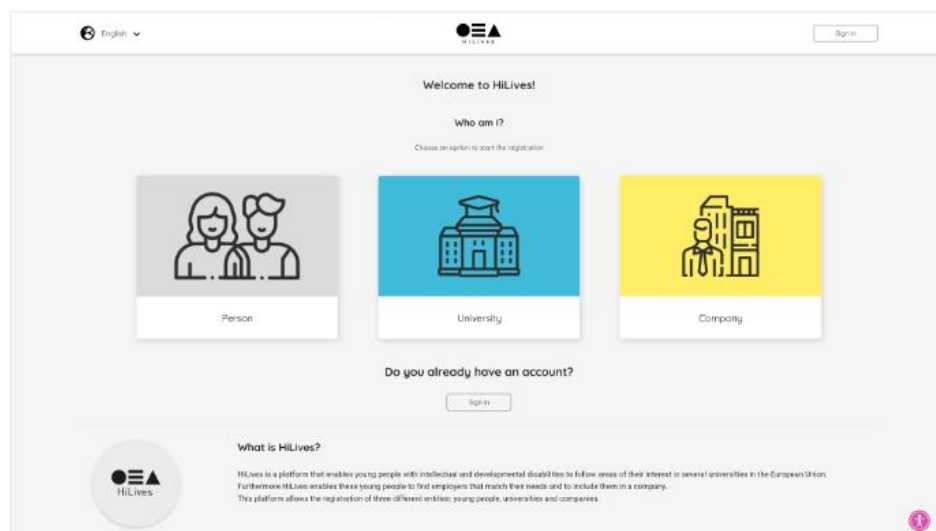 English
HILIVES
Sign in
Welcome to HiLives!
Who am I?
Choose an option to start the registration
Person
University
Company
Do you already have an account?
Sign in
What is HiLives?
HiLives
HiLives is a platform that enables young people with intellectual and developmental disabilities to follow areas of their interest in several universities in the European Union.
Furthermore HiLives enables these young people to find employers that match their needs and to include them in a company.
This platform allows the registration of three different entities: young people, universities and companies.